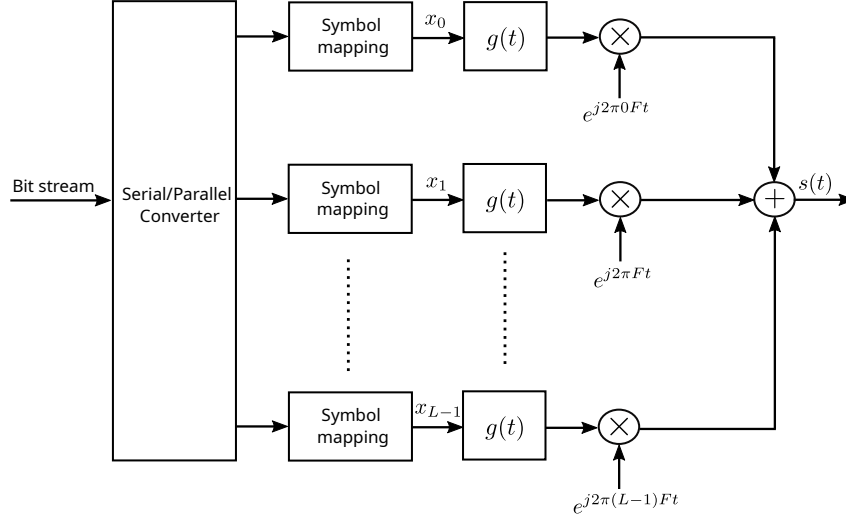 Symbol
mapping
x_0
g(t)
×
e^{j2π0Ft}
Bit stream
Serial/Parallel
Converter
Symbol
mapping
x_1
g(t)
×
+
s(t)
e^{j2πFt}
Symbol
mapping
x_{L−1}
g(t)
×
e^{j2π(L−1)Ft}